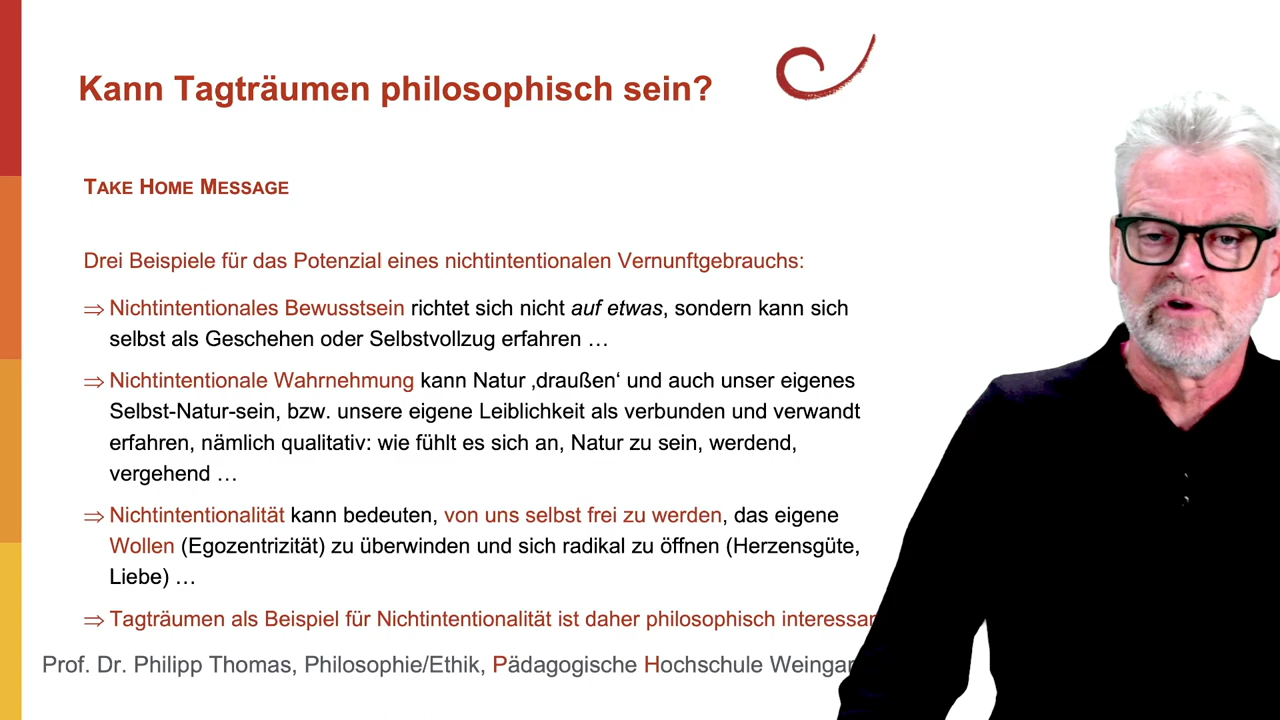 Kann Tagträumen philosophisch sein?
TAKE HOME MESSAGE
Drei Beispiele für das Potenzial eines nichtintentionalen Vernunftgebrauchs:
⇒ Nichtintentionales Bewusstsein richtet sich nicht auf etwas, sondern kann sich
selbst als Geschehen oder Selbstvollzug erfahren …
⇒ Nichtintentionale Wahrnehmung kann Natur ‚draußen‘ und auch unser eigenes
Selbst-Natur-sein, bzw. unsere eigene Leiblichkeit als verbunden und verwandt
erfahren, nämlich qualitativ: wie fühlt es sich an, Natur zu sein, werdend,
vergehend …
⇒ Nichtintentionalität kann bedeuten, von uns selbst frei zu werden, das eigene
Wollen (Egozentrizität) zu überwinden und sich radikal zu öffnen (Herzensgüte,
Liebe) …
⇒ Tagträumen als Beispiel für Nichtintentionalität ist daher philosophisch
Prof. Dr. Philipp Thomas, Philosophie/Ethik, Pädagogische Hochschule